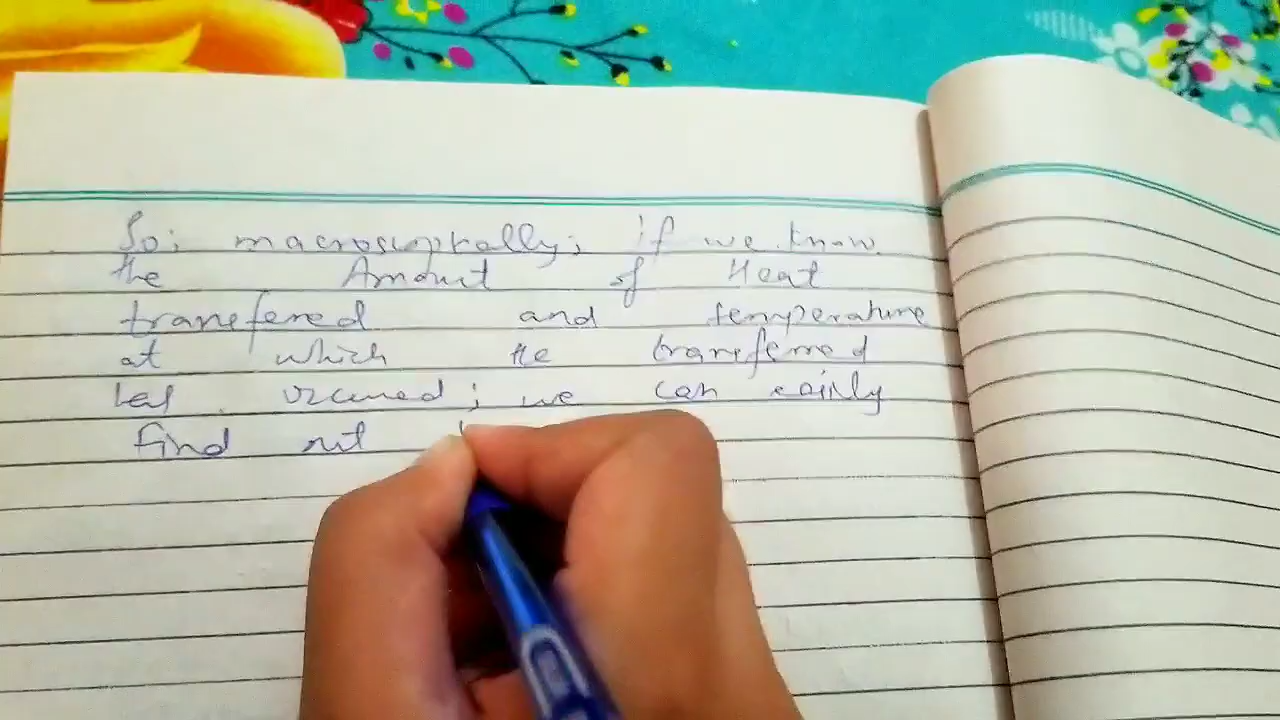 So; macroscopically; if we know
the Amount of Heat
transfered and temperature
at which the transferred
has occured; we can easily
find out